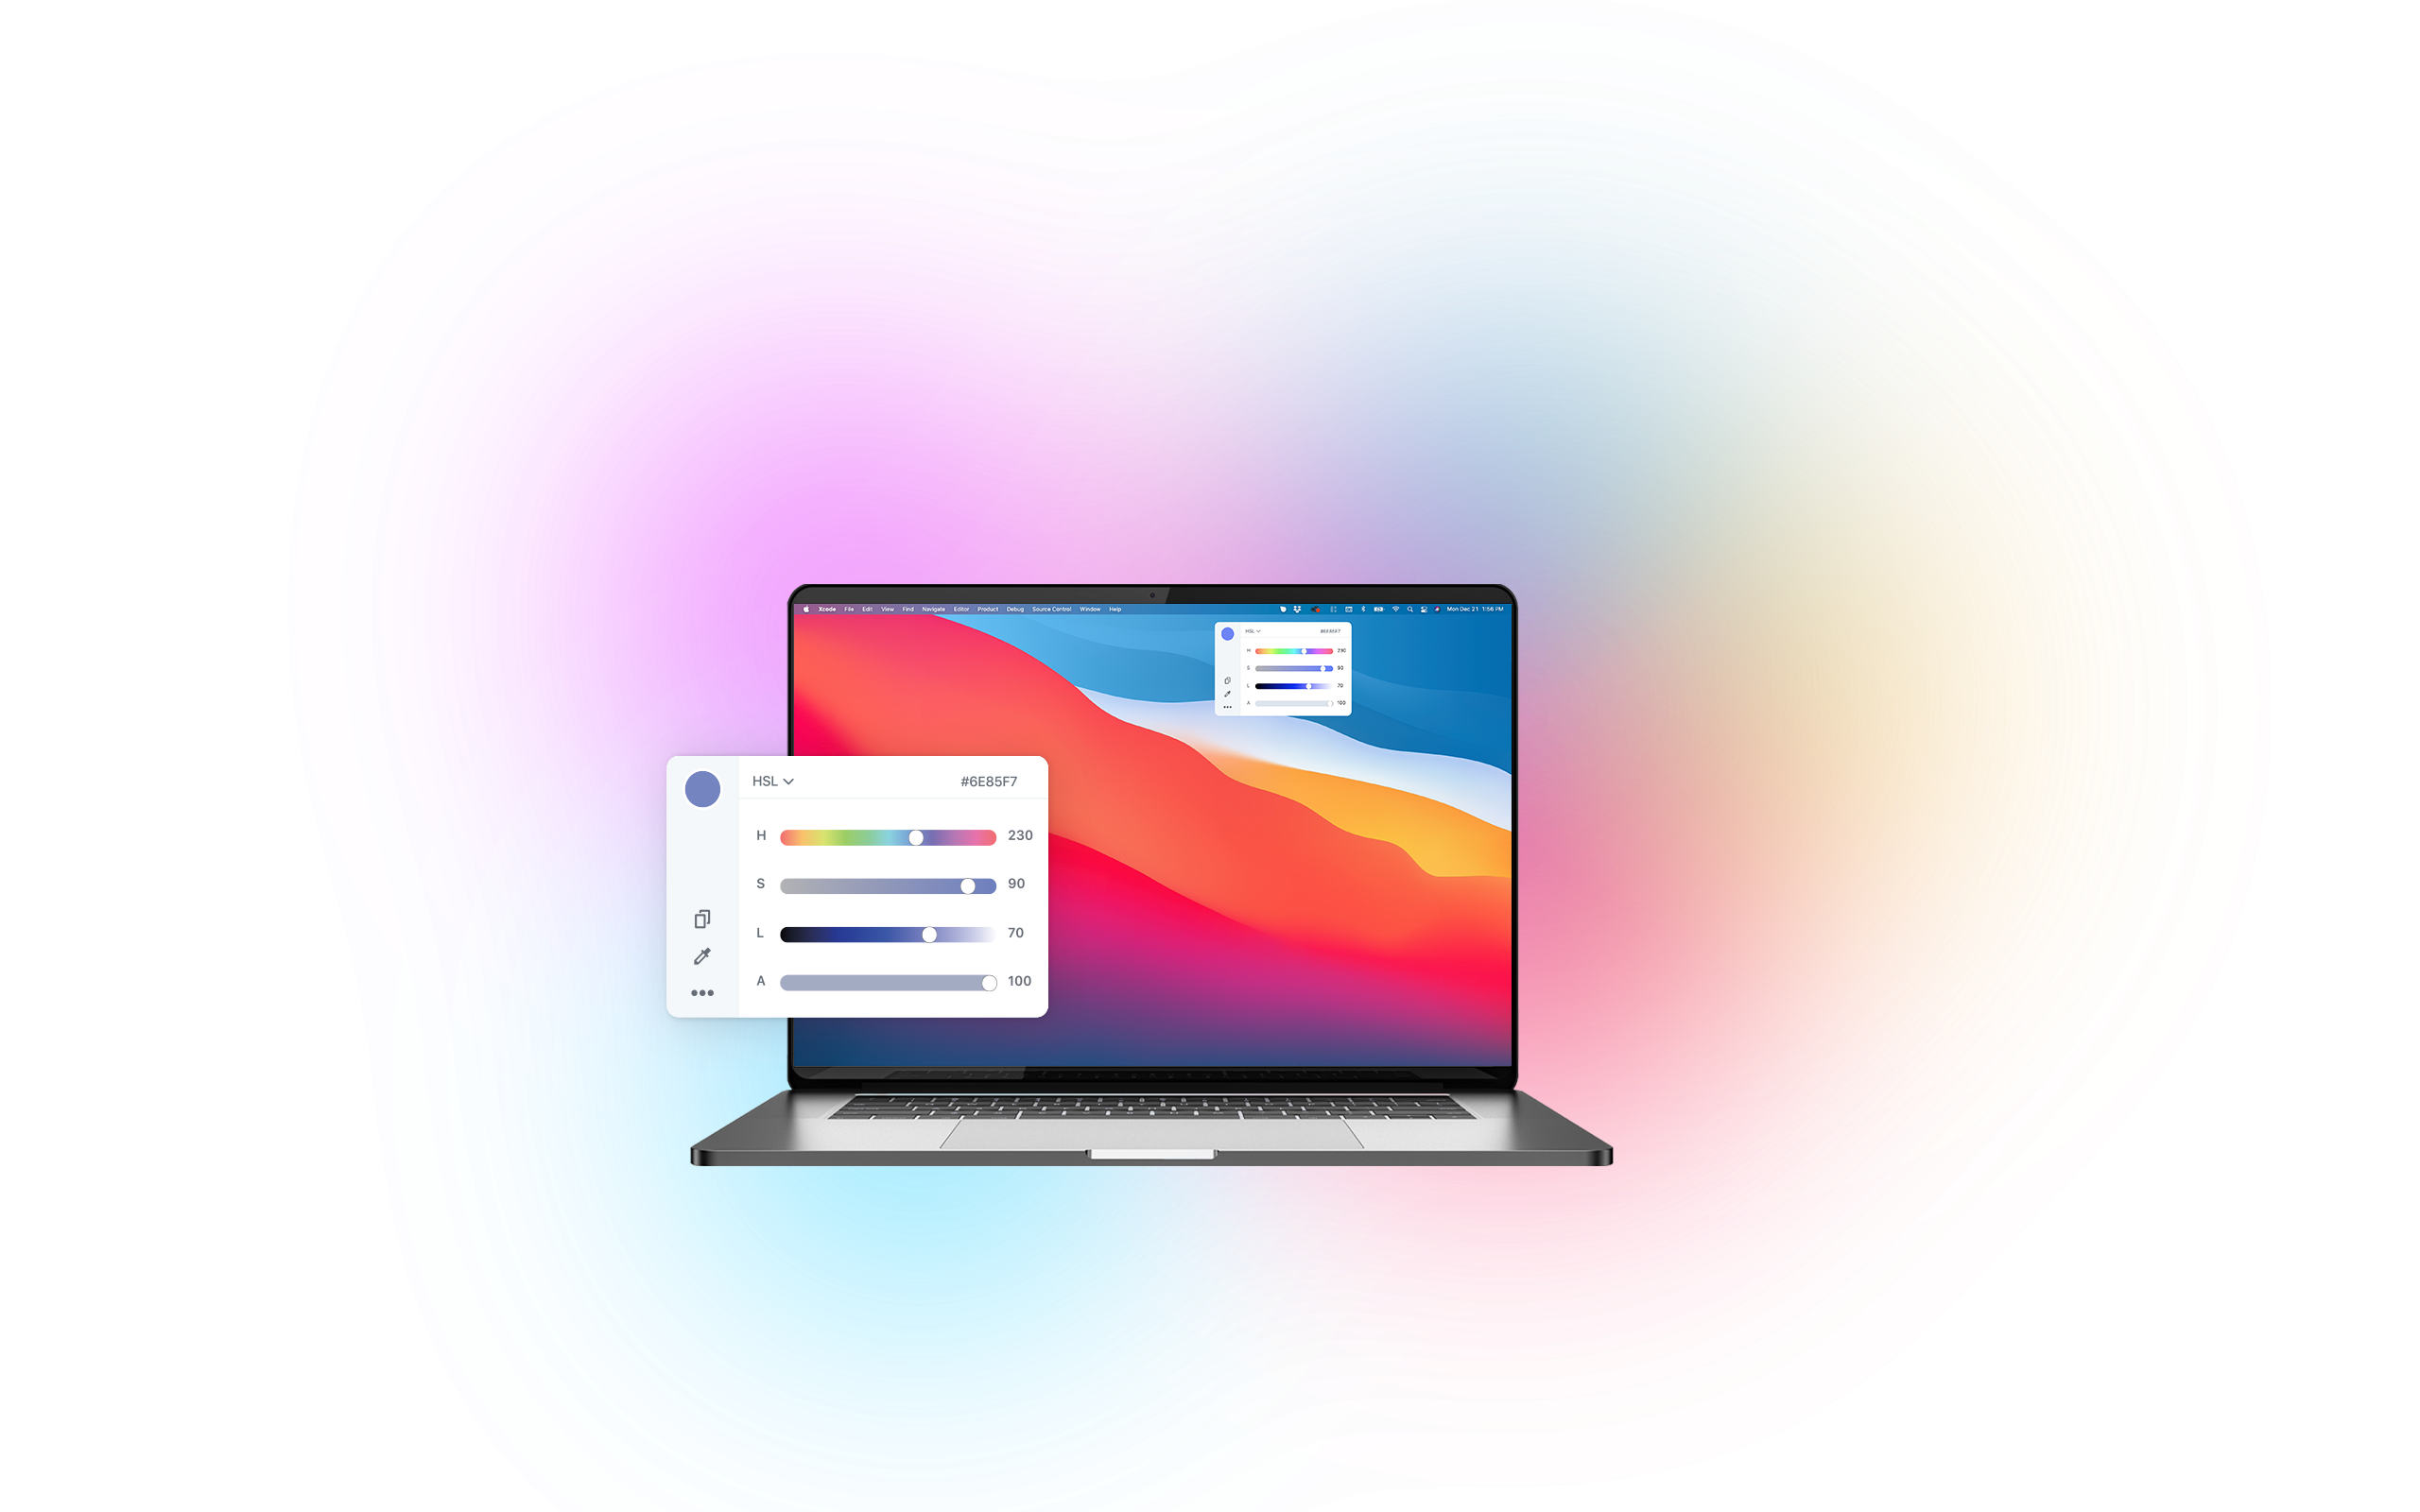 Xcode File Edit View Find Navigate Editor Product Debug Source Control Window Help Mon Dec 21 1:56 PM
HSL #6E85F7
H 230
S 90
L 70
A 100
HSL #6E85F7
H 230
S 90
L 70
A 100